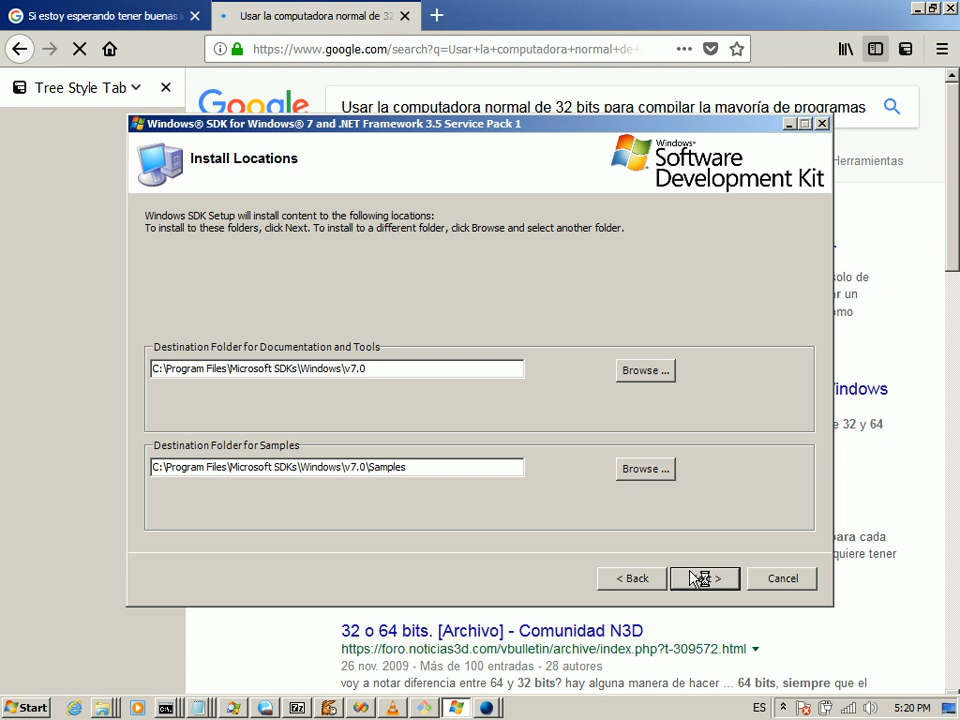 Si estoy esperando tener buenas i
Usar la computadora normal de 32
https://www.google.com/search?q=Usar+la+computadora+normal+de+
Tree Style Tab
Google
Usar la computadora normal de 32 bits para compilar la mayoría de programas
Herramientas
Windows® SDK for Windows® 7 and .NET Framework 3.5 Service Pack 1
Install Locations
Windows®
Software
Development Kit
Windows SDK Setup will install content to the following locations:
To install to these folders, click Next. To install to a different folder, click Browse and select another folder.
solo de
ar un
omo
Destination Folder for Documentation and Tools
C:\Program Files\Microsoft SDKs\Windows\v7.0
Browse ...
indows
e 32 y 64
Destination Folder for Samples
C:\Program Files\Microsoft SDKs\Windows\v7.0\Samples
Browse ...
para cada
quiere tener
< Back
>
Cancel
32 o 64 bits. [Archivo] - Comunidad N3D
https://foro.noticias3d.com/vbulletin/archive/index.php?t-309572.html
26 nov. 2009 - Más de 100 entradas - 28 autores
voy a notar diferencia entre 64 y 32 bits? hay alguna manera de hacer ... 64 bits, siempre que el
Start
ES
5:20 PM